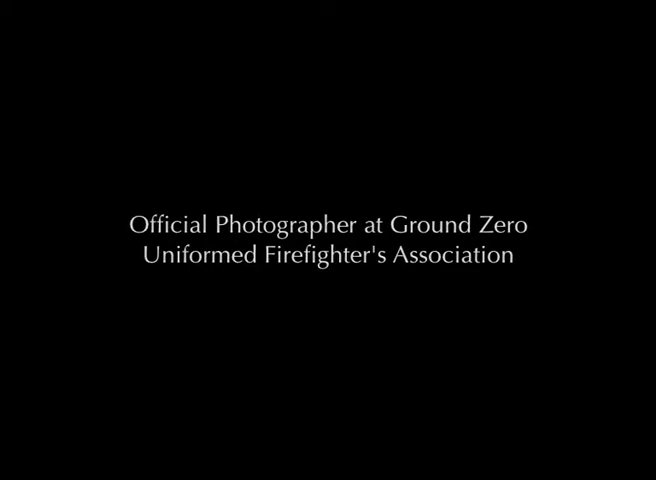 Official Photographer at Ground Zero
Uniformed Firefighter's Association